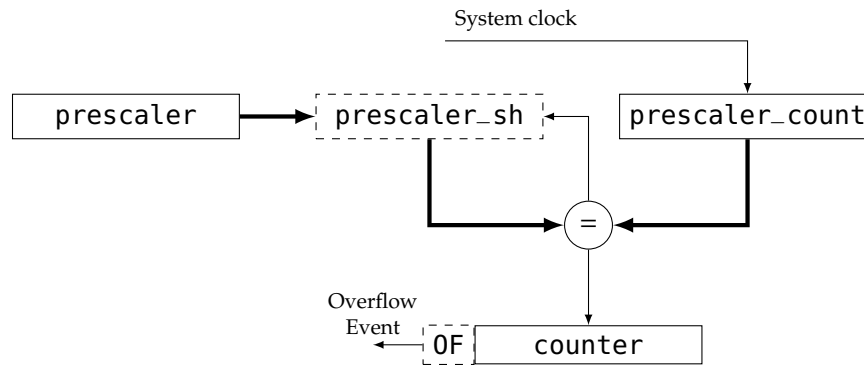 System clock
prescaler
prescaler_sh
prescaler_count
=
Overflow
Event
OF
counter